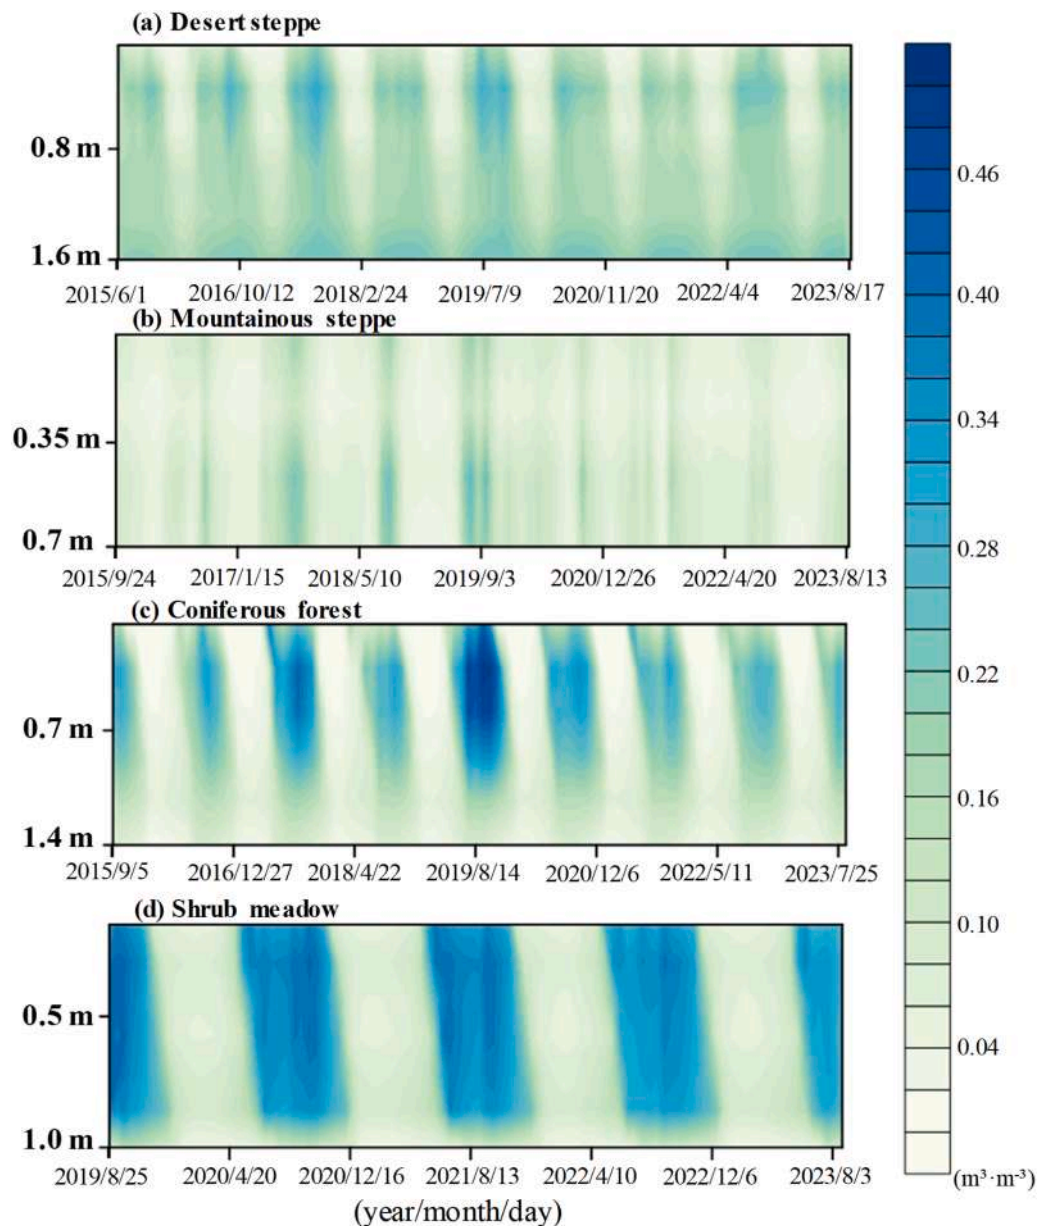 (a) Desert steppe
0.8 m
1.6 m
2015/6/1 2016/10/12 2018/2/24 2019/7/9 2020/11/20 2022/4/4 2023/8/17
(b) Mountainous steppe
0.35 m
0.7 m
2015/9/24 2017/1/15 2018/5/10 2019/9/3 2020/12/26 2022/4/20 2023/8/13
(c) Coniferous forest
0.7 m
1.4 m
2015/9/5 2016/12/27 2018/4/22 2019/8/14 2020/12/6 2022/5/11 2023/7/25
(d) Shrub meadow
0.5 m
1.0 m
2019/8/25 2020/4/20 2020/12/16 2021/8/13 2022/4/10 2022/12/6 2023/8/3
(year/month/day)
0.46
0.40
0.34
0.28
0.22
0.16
0.10
0.04
(m³·m⁻³)